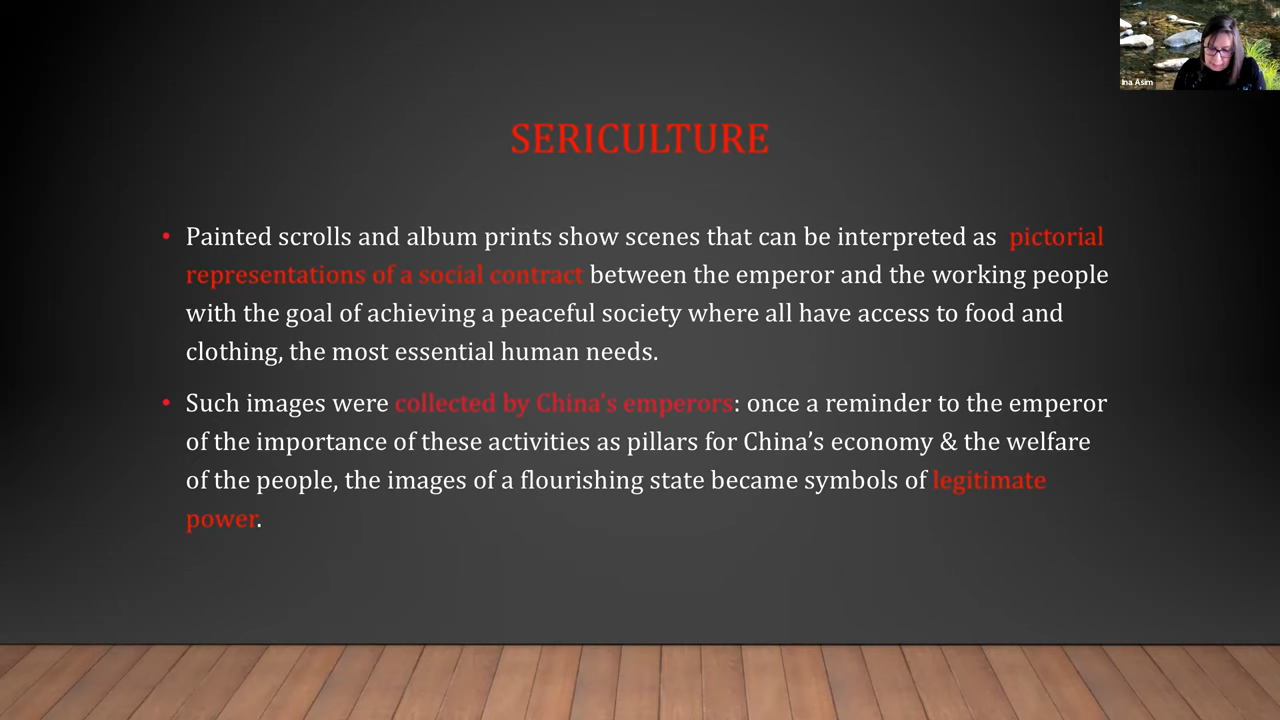 Ina Asim
SERICULTURE
• Painted scrolls and album prints show scenes that can be interpreted as pictorial
representations of a social contract between the emperor and the working people
with the goal of achieving a peaceful society where all have access to food and
clothing, the most essential human needs.
• Such images were collected by China's emperors: once a reminder to the emperor
of the importance of these activities as pillars for China's economy & the welfare
of the people, the images of a flourishing state became symbols of legitimate
power.